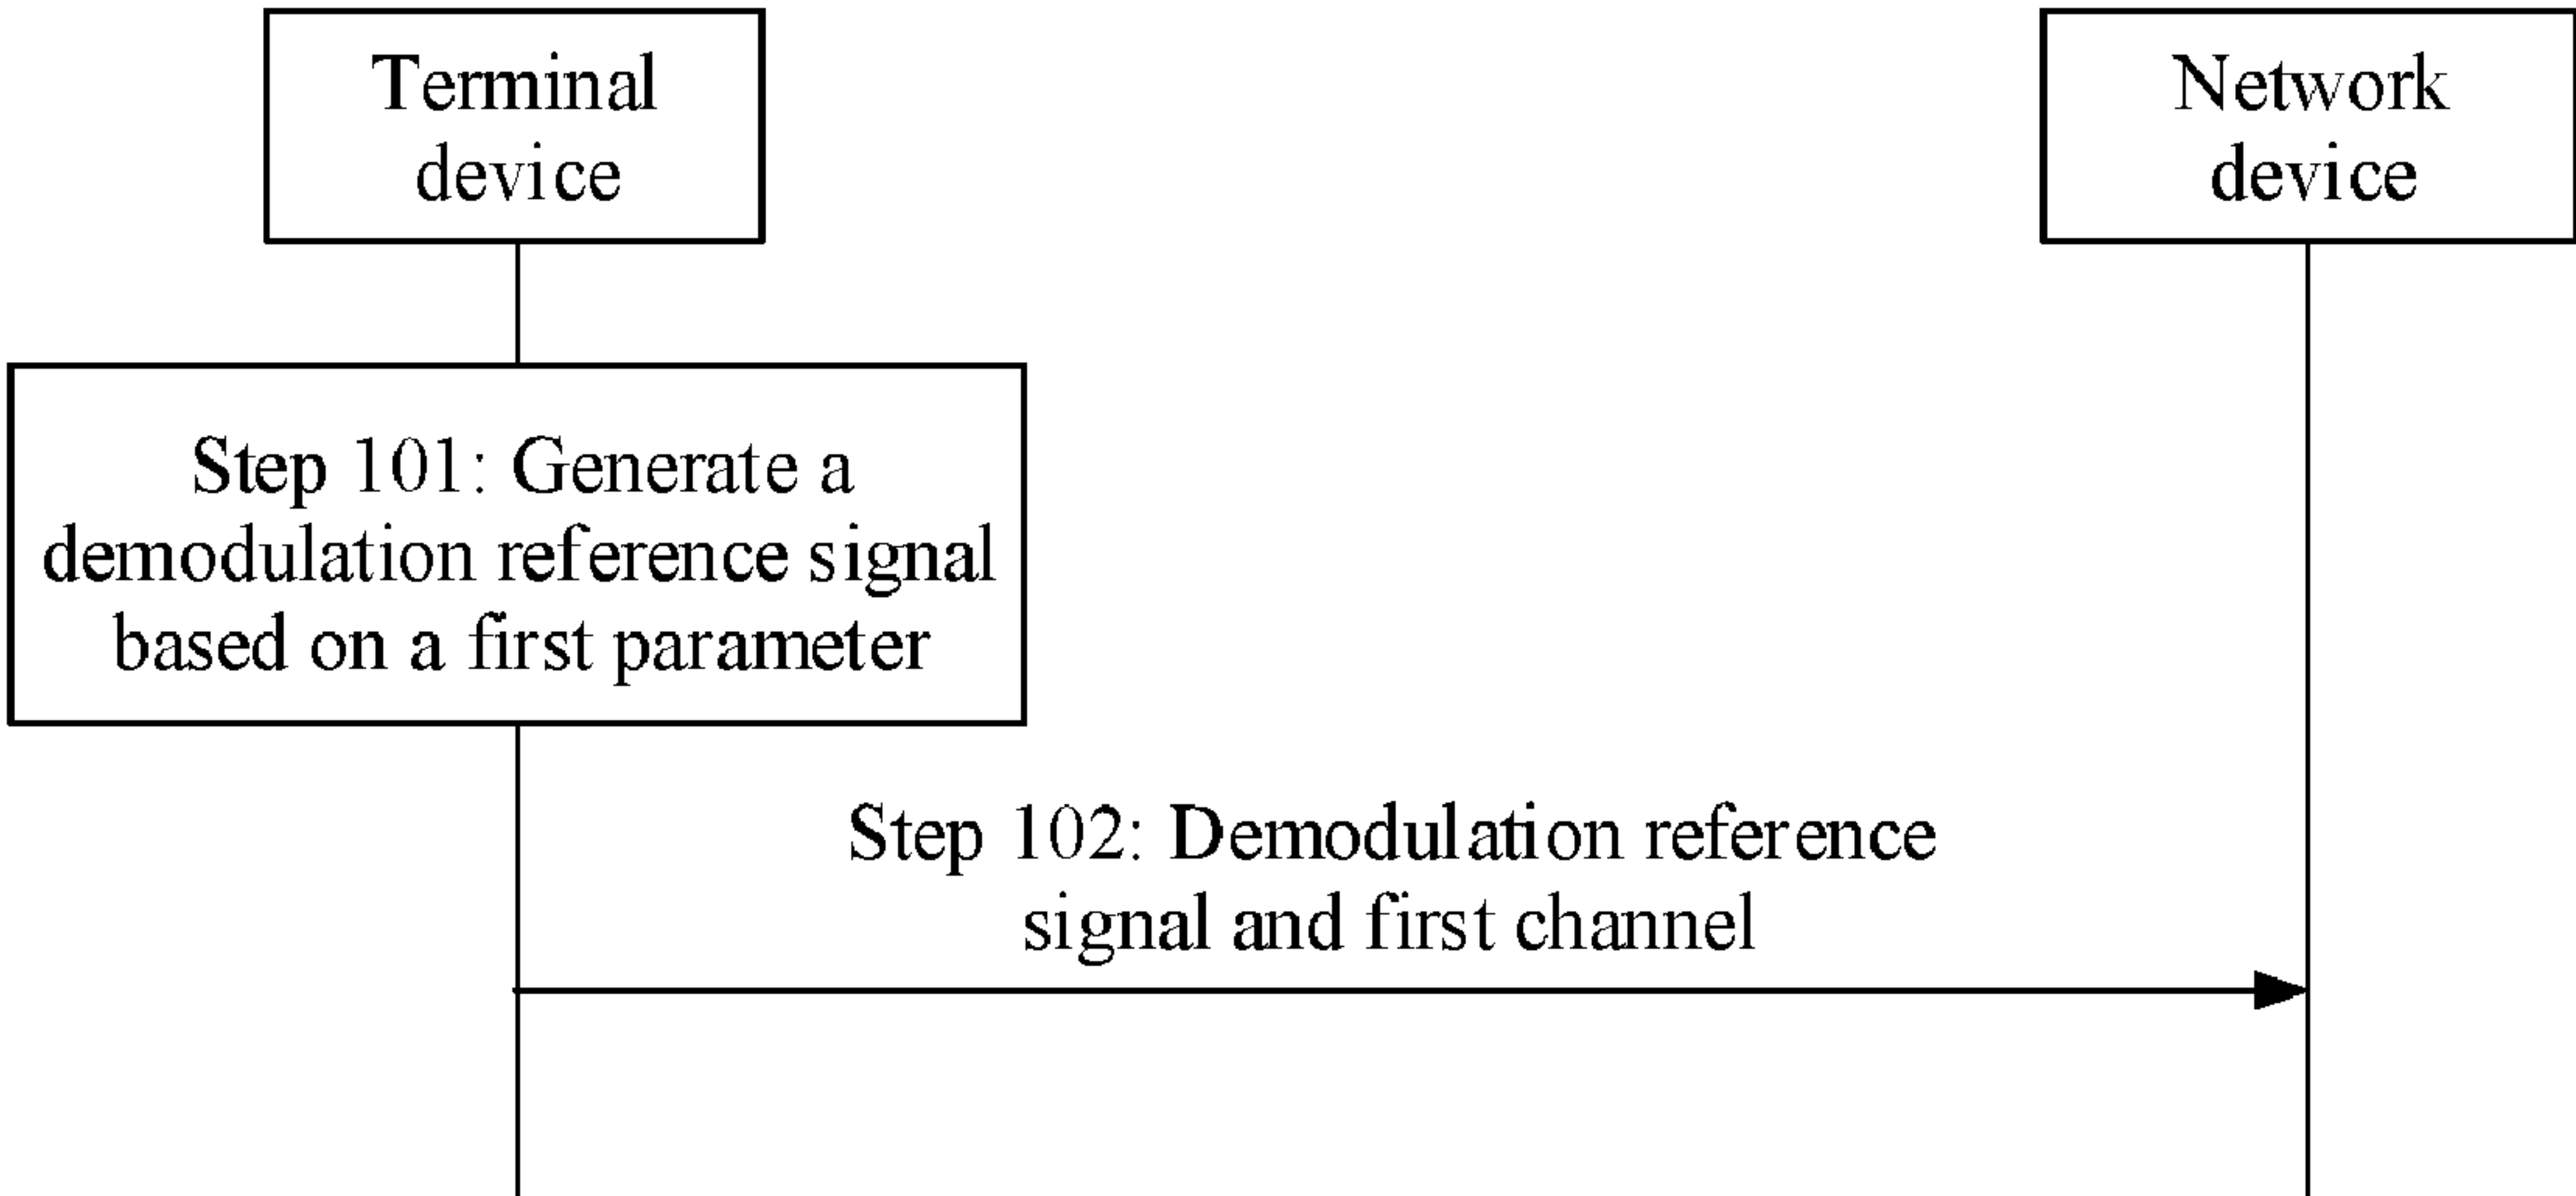 Terminal
device
Network
device
Step 101: Generate a
demodulation reference signal
based on a first parameter
Step 102: Demodulation reference
signal and first channel